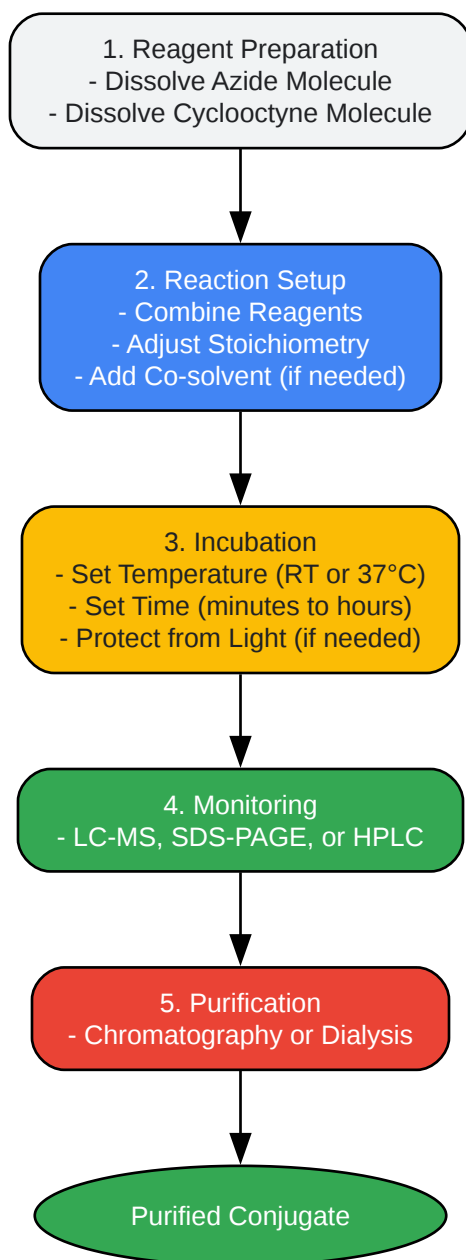 1. Reagent Preparation
- Dissolve Azide Molecule
- Dissolve Cyclooctyne Molecule
2. Reaction Setup
- Combine Reagents
- Adjust Stoichiometry
- Add Co-solvent (if needed)
3. Incubation
- Set Temperature (RT or 37°C)
- Set Time (minutes to hours)
- Protect from Light (if needed)
4. Monitoring
- LC-MS, SDS-PAGE, or HPLC
5. Purification
- Chromatography or Dialysis
Purified Conjugate